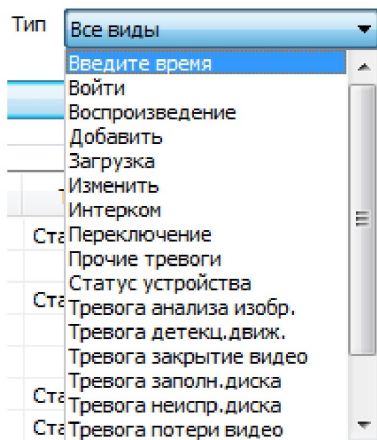 Тип Все виды
Введите время
Войти
Воспроизведение
Добавить
Загрузка
Изменить
Интерком
Переключение
Прочие тревоги
Статус устройства
Тревога анализа изобр.
Тревога детекц.движ.
Тревога закрытие видео
Тревога заполн.диска
Тревога неиспр.диска
Тревога потери видео